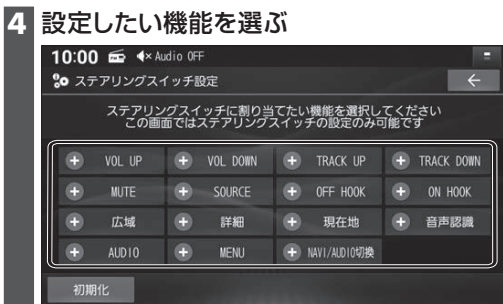 4 設定したい機能を選ぶ
10:00 Audio OFF
ステアリングスイッチ設定
ステアリングスイッチに割り当てたい機能を選択してください
この画面ではステアリングスイッチの設定のみ可能です
VOL UP VOL DOWN TRACK UP TRACK DOWN
MUTE SOURCE OFF HOOK ON HOOK
広域 詳細 現在地 音声認識
AUDIO MENU NAVI/AUDIO切換
初期化